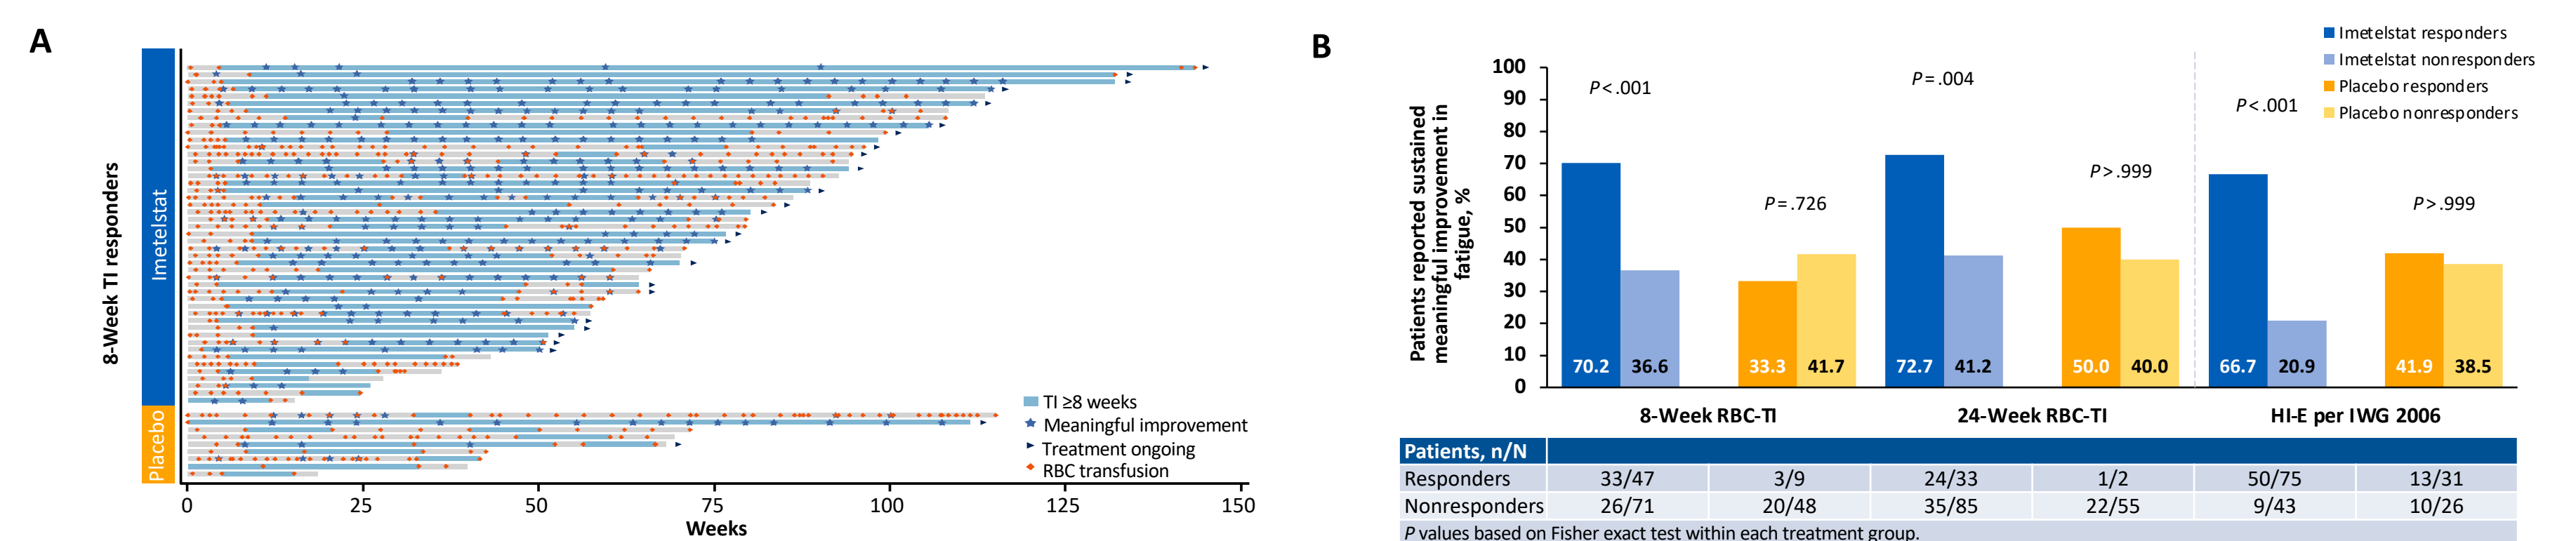 A
8-Week TI responders
Imetelstat
Placebo
TI ≥8 weeks
Meaningful improvement
Treatment ongoing
RBC transfusion
0 25 50 75 100 125 150
Weeks
B
Imetelstat responders
Imetelstat nonresponders
Placebo responders
Placebo nonresponders
Patients reported sustained
meaningful improvement in
fatigue, %
100
90
80
70
60
50
40
30
20
10
0
P<.001
P=.726
P=.004
P>.999
P<.001
P>.999
70.2 36.6 33.3 41.7 72.7 41.2 50.0 40.0 66.7 20.9 41.9 38.5
8-Week RBC-TI 24-Week RBC-TI HI-E per IWG 2006
Patients, n/N
Responders 33/47 3/9 24/33 1/2 50/75 13/31
Nonresponders 26/71 20/48 35/85 22/55 9/43 10/26
P values based on Fisher exact test within each treatment group.